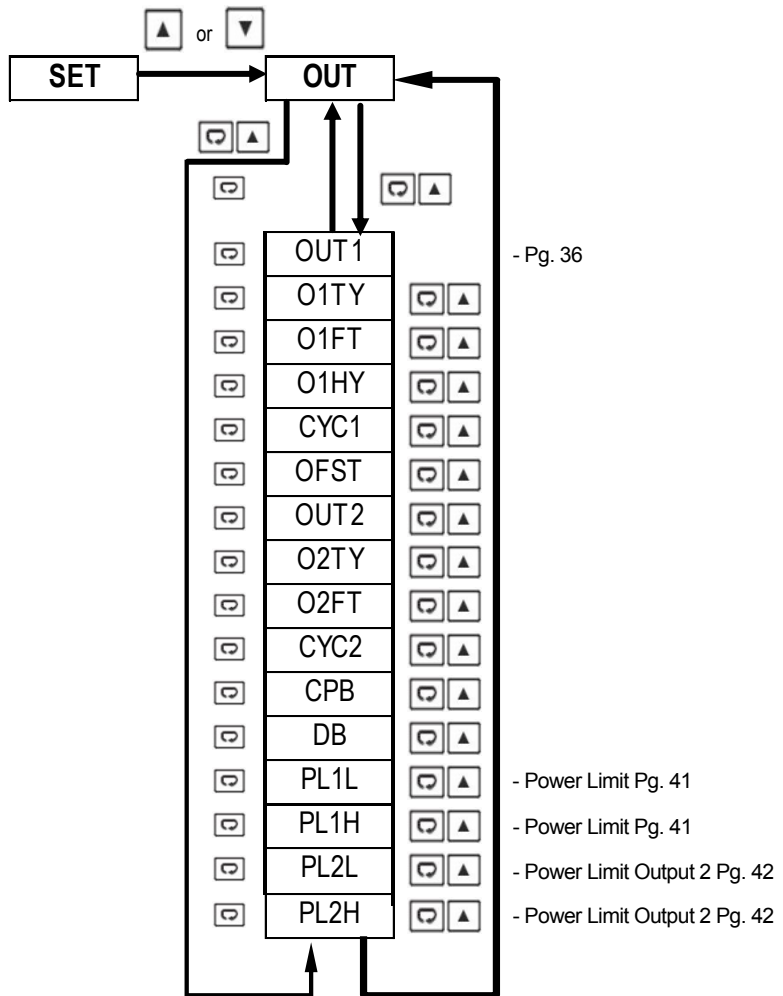 or
SET
OUT
OUT1 - Pg. 36
O1TY
O1FT
O1HY
CYC1
OFST
OUT2
O2TY
O2FT
CYC2
CPB
DB
PL1L - Power Limit Pg. 41
PL1H - Power Limit Pg. 41
PL2L - Power Limit Output 2 Pg. 42
PL2H - Power Limit Output 2 Pg. 42